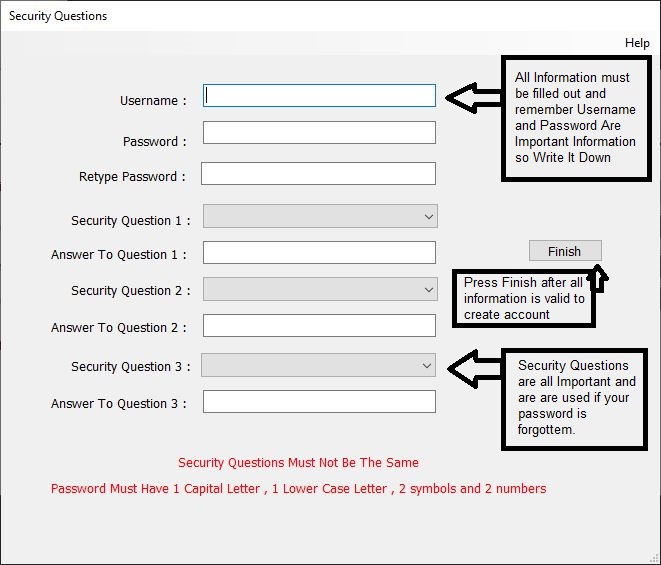 Security Questions
Help
Username :
All Information must
be filled out and
remember Username
and Password Are
Important Information
so Write It Down
Password :
Retype Password :
Security Question 1 :
Answer To Question 1 :
Finish
Security Question 2 :
Press Finish after all
information is valid to
create account
Answer To Question 2 :
Security Question 3 :
Security Questions
are all Important and
are are used if your
password is
forgottem.
Answer To Question 3 :
Security Questions Must Not Be The Same
Password Must Have 1 Capital Letter , 1 Lower Case Letter , 2 symbols and 2 numbers